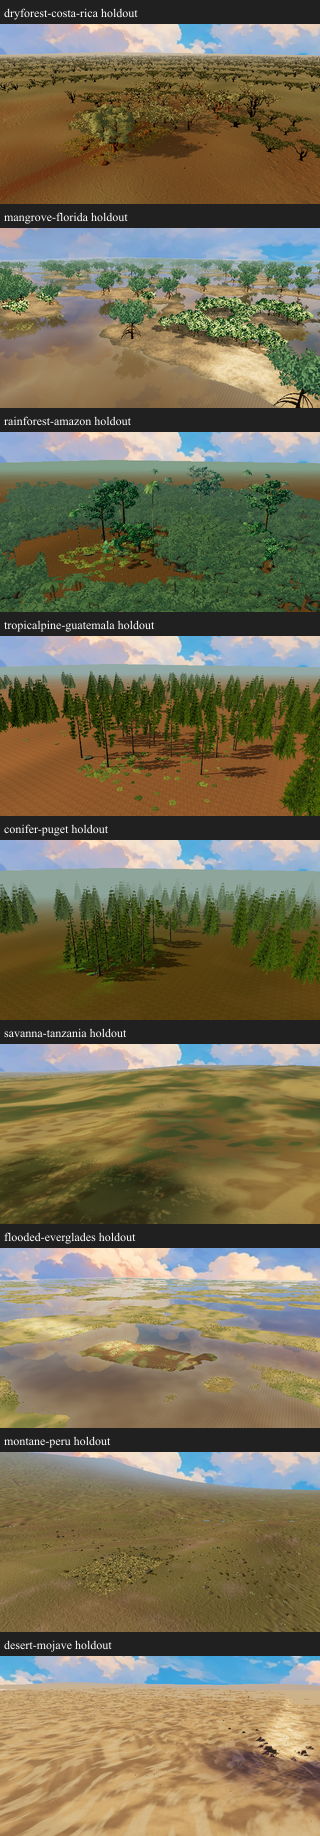 dryforest-costa-rica holdout
mangrove-florida holdout
rainforest-amazon holdout
tropicalpine-guatemala holdout
conifer-puget holdout
savanna-tanzania holdout
flooded-everglades holdout
montane-peru holdout
desert-mojave holdout